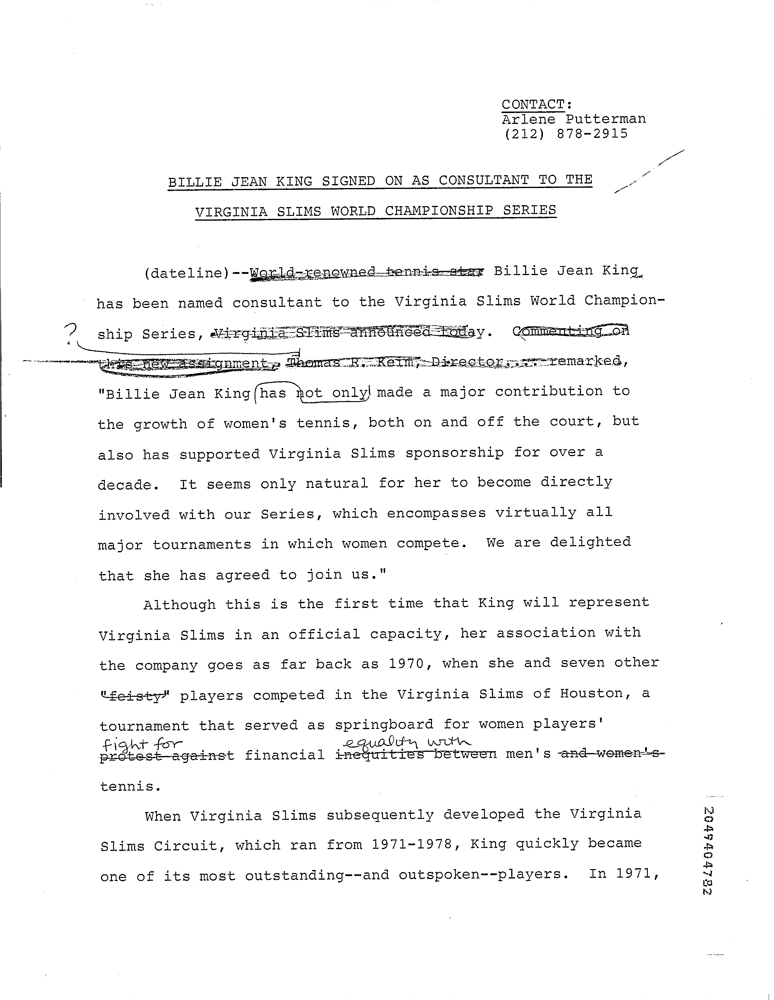 CONTACT:
Arlene Putterman
(212) 878-2915
BILLIE JEAN KING SIGNED ON AS CONSULTANT TO THE
VIRGINIA SLIMS WORLD CHAMPIONSHIP SERIES
(dateline)--World-renowned tennis star Billie Jean King
has been named consultant to the Virginia Slims World Champion-
? ship Series, Virginia Slims announced today. Commenting on
this new assignment, Thomas R. Keim, Director,.... remarked,
"Billie Jean King has not only made a major contribution to
the growth of women's tennis, both on and off the court, but
also has supported Virginia Slims sponsorship for over a
decade. It seems only natural for her to become directly
involved with our Series, which encompasses virtually all
major tournaments in which women compete. We are delighted
that she has agreed to join us."
Although this is the first time that King will represent
Virginia Slims in an official capacity, her association with
the company goes as far back as 1970, when she and seven other
"feisty" players competed in the Virginia Slims of Houston, a
tournament that served as springboard for women players'
fight for equality with
protest against financial inequities between men's and women's
tennis.
When Virginia Slims subsequently developed the Virginia
Slims Circuit, which ran from 1971-1978, King quickly became
one of its most outstanding--and outspoken--players. In 1971,
2049404782